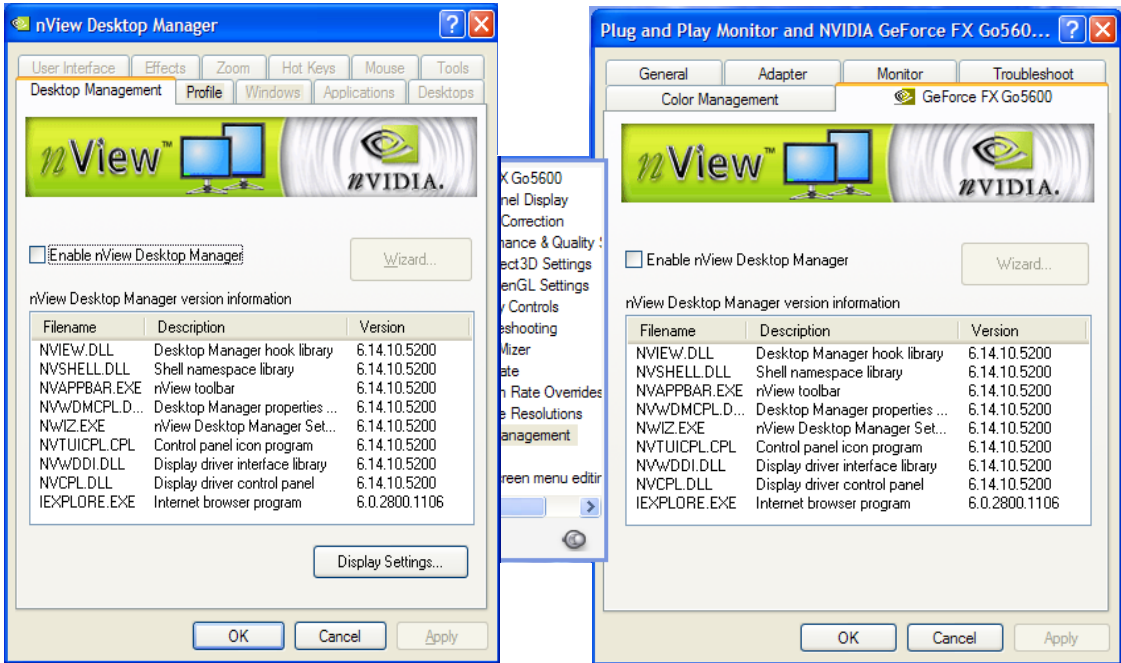 nView Desktop Manager
User Interface Effects Zoom Hot Keys Mouse Tools
Desktop Management Profile Windows Applications Desktops
nView™
NVIDIA.
Enable nView Desktop Manager
Wizard...
nView Desktop Manager version information
Filename Description Version
NVIEW.DLL Desktop Manager hook library 6.14.10.5200
NVSHELL.DLL Shell namespace library 6.14.10.5200
NVAPPBAR.EXE nView toolbar 6.14.10.5200
NVWDMCPL.D... Desktop Manager properties ... 6.14.10.5200
NWIZ.EXE nView Desktop Manager Set... 6.14.10.5200
NVTUICPL.CPL Control panel icon program 6.14.10.5200
NVWDDI.DLL Display driver interface library 6.14.10.5200
NVCPL.DLL Display driver control panel 6.14.10.5200
IEXPLORE.EXE Internet browser program 6.0.2800.1106
Display Settings...
OK Cancel Apply
X Go5600
nel Display
Correction
nance & Quality S
ect3D Settings
enGL Settings
y Controls
eshooting
Mizer
ate
n Rate Overrides
e Resolutions
anagement
creen menu editin
Plug and Play Monitor and NVIDIA GeForce FX Go560...
General Adapter Monitor Troubleshoot
Color Management GeForce FX Go5600
nView™
NVIDIA.
Enable nView Desktop Manager
Wizard...
nView Desktop Manager version information
Filename Description Version
NVIEW.DLL Desktop Manager hook library 6.14.10.5200
NVSHELL.DLL Shell namespace library 6.14.10.5200
NVAPPBAR.EXE nView toolbar 6.14.10.5200
NVWDMCPL.D... Desktop Manager properties ... 6.14.10.5200
NWIZ.EXE nView Desktop Manager Set... 6.14.10.5200
NVTUICPL.CPL Control panel icon program 6.14.10.5200
NVWDDI.DLL Display driver interface library 6.14.10.5200
NVCPL.DLL Display driver control panel 6.14.10.5200
IEXPLORE.EXE Internet browser program 6.0.2800.1106
OK Cancel Apply